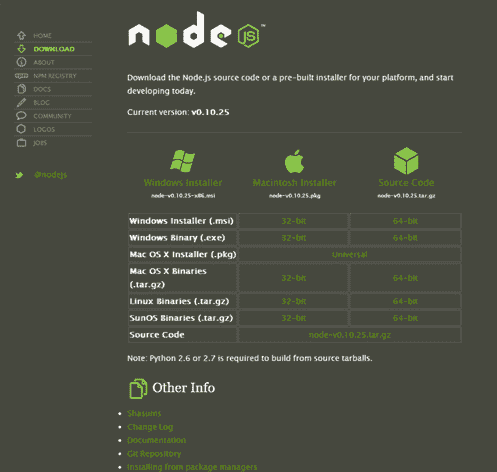 HOME
DOWNLOAD
ABOUT
NPM REGISTRY
DOCS
BLOG
COMMUNITY
LOGOS
JOBS
@nodejs
node JS ™
Download the Node.js source code or a pre-built installer for your platform, and start
developing today.
Current version: v0.10.25
Windows Installer
node-v0.10.25-x86.msi
Macintosh Installer
node-v0.10.25.pkg
Source Code
node-v0.10.25.tar.gz
Windows Installer (.msi) 32-bit 64-bit
Windows Binary (.exe) 32-bit 64-bit
Mac OS X Installer (.pkg) Universal
Mac OS X Binaries
(.tar.gz) 32-bit 64-bit
Linux Binaries (.tar.gz) 32-bit 64-bit
SunOS Binaries (.tar.gz) 32-bit 64-bit
Source Code node-v0.10.25.tar.gz
Note: Python 2.6 or 2.7 is required to build from source tarballs.
Other Info
Shasums
Change Log
Documentation
Git Repository
Installing from package managers